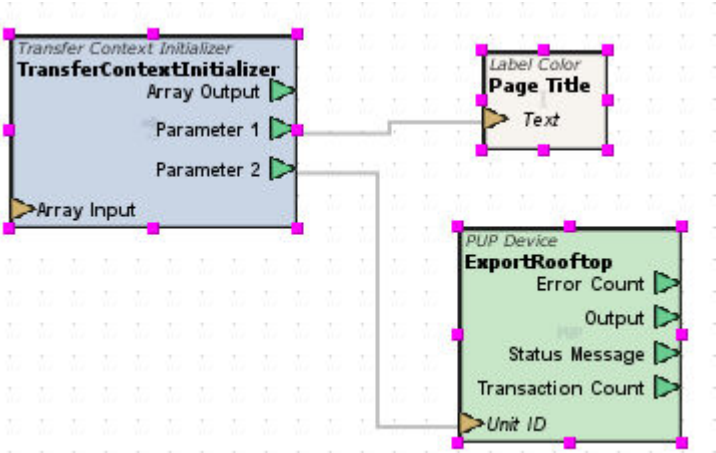 Transfer Context Initializer
TransferContextInitializer
Array Output
Parameter 1
Parameter 2
Array Input
Label Color
Page Title
Text
PUP Device
ExportRooftop
Error Count
Output
Status Message
Transaction Count
Unit ID